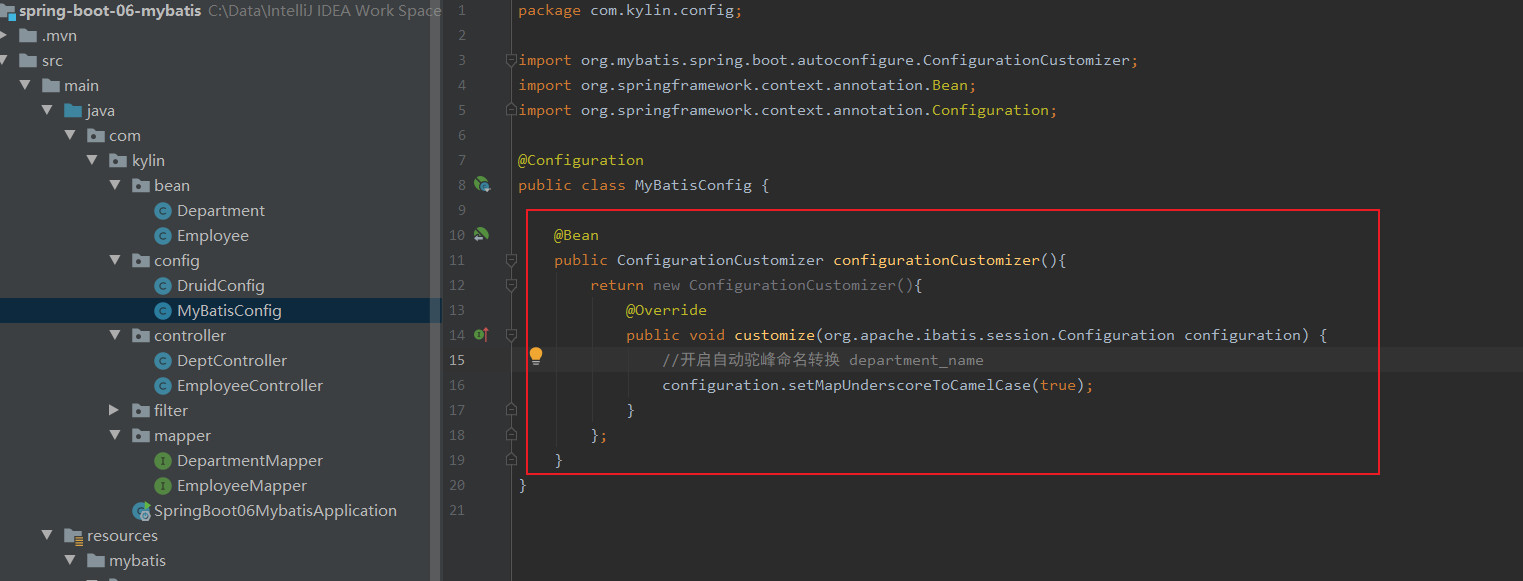 spring-boot-06-mybatis C:\Data\IntelliJ IDEA Work Space
.mvn
src
main
java
com
kylin
bean
Department
Employee
config
DruidConfig
MyBatisConfig
controller
DeptController
EmployeeController
filter
mapper
DepartmentMapper
EmployeeMapper
SpringBoot06MybatisApplication
resources
mybatis
1 package com.kylin.config;
2
3 import org.mybatis.spring.boot.autoconfigure.ConfigurationCustomizer;
4 import org.springframework.context.annotation.Bean;
5 import org.springframework.context.annotation.Configuration;
6
7 @Configuration
8 public class MyBatisConfig {
9
10 @Bean
11 public ConfigurationCustomizer configurationCustomizer(){
12 return new ConfigurationCustomizer(){
13 @Override
14 public void customize(org.apache.ibatis.session.Configuration configuration) {
15 //开启自动驼峰命名转换 department_name
16 configuration.setMapUnderscoreToCamelCase(true);
17 }
18 };
19 }
20 }
21